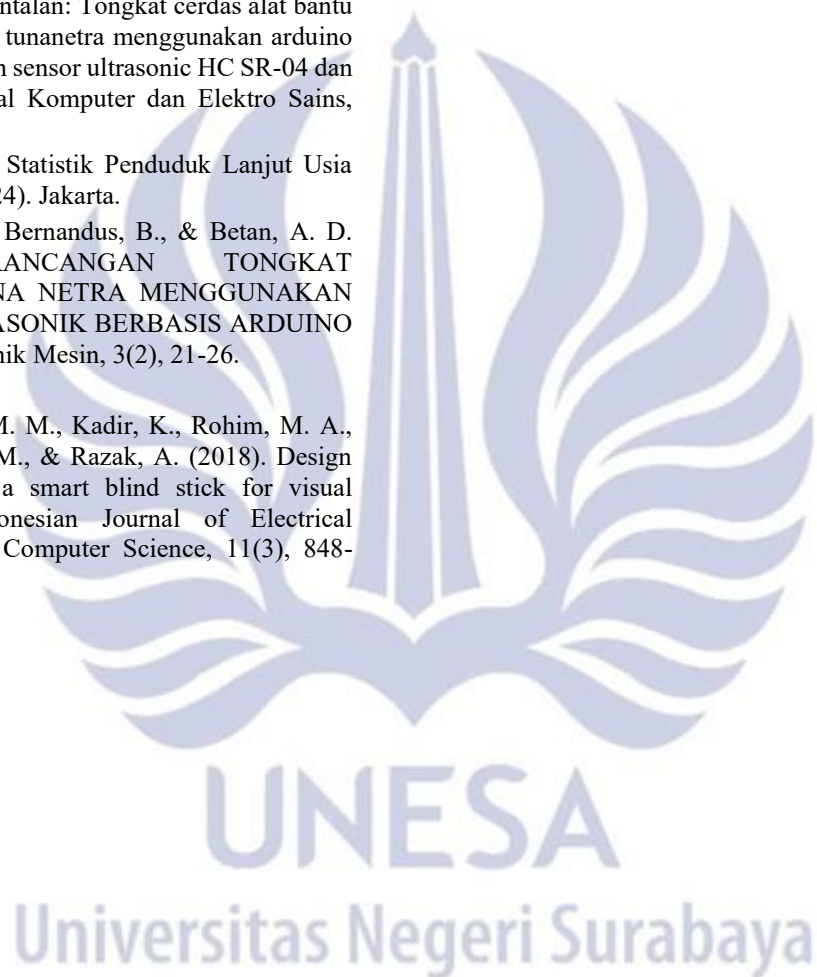 ntalan: Tongkat cerdas alat bantu
tunanetra menggunakan arduino
n sensor ultrasonic HC SR-04 dan
al Komputer dan Elektro Sains,
Statistik Penduduk Lanjut Usia
24). Jakarta.
Bernandus, B., & Betan, A. D.
RANCANGAN TONGKAT
NA NETRA MENGGUNAKAN
ASONIK BERBASIS ARDUINO
nik Mesin, 3(2), 21-26.
M. M., Kadir, K., Rohim, M. A.,
M., & Razak, A. (2018). Design
a smart blind stick for visual
onesian Journal of Electrical
Computer Science, 11(3), 848-
UNESA
Universitas Negeri Surabaya